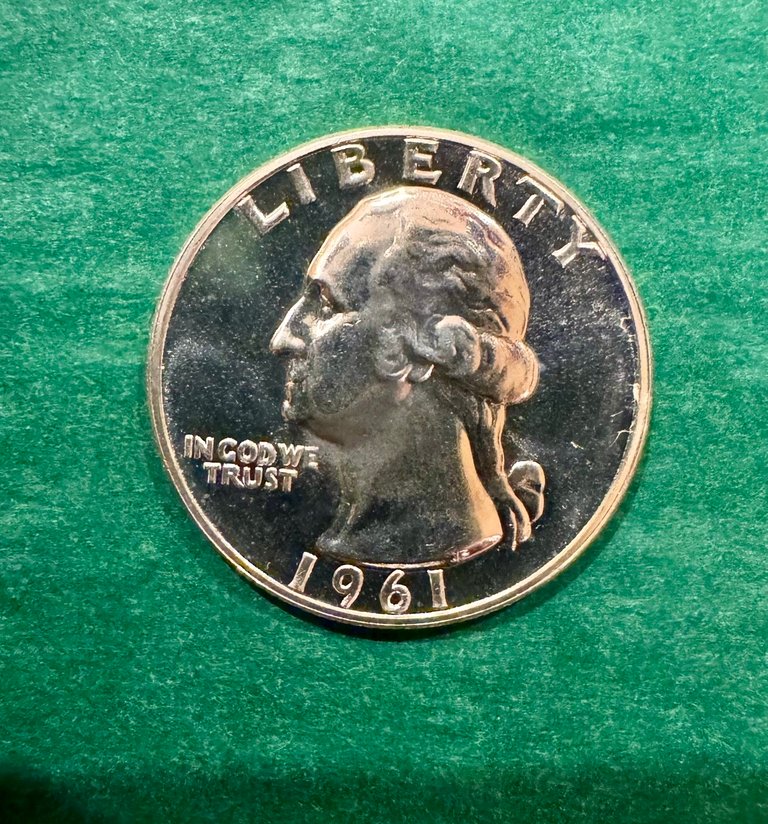 LIBERTY
IN GOD WE
TRUST
1961